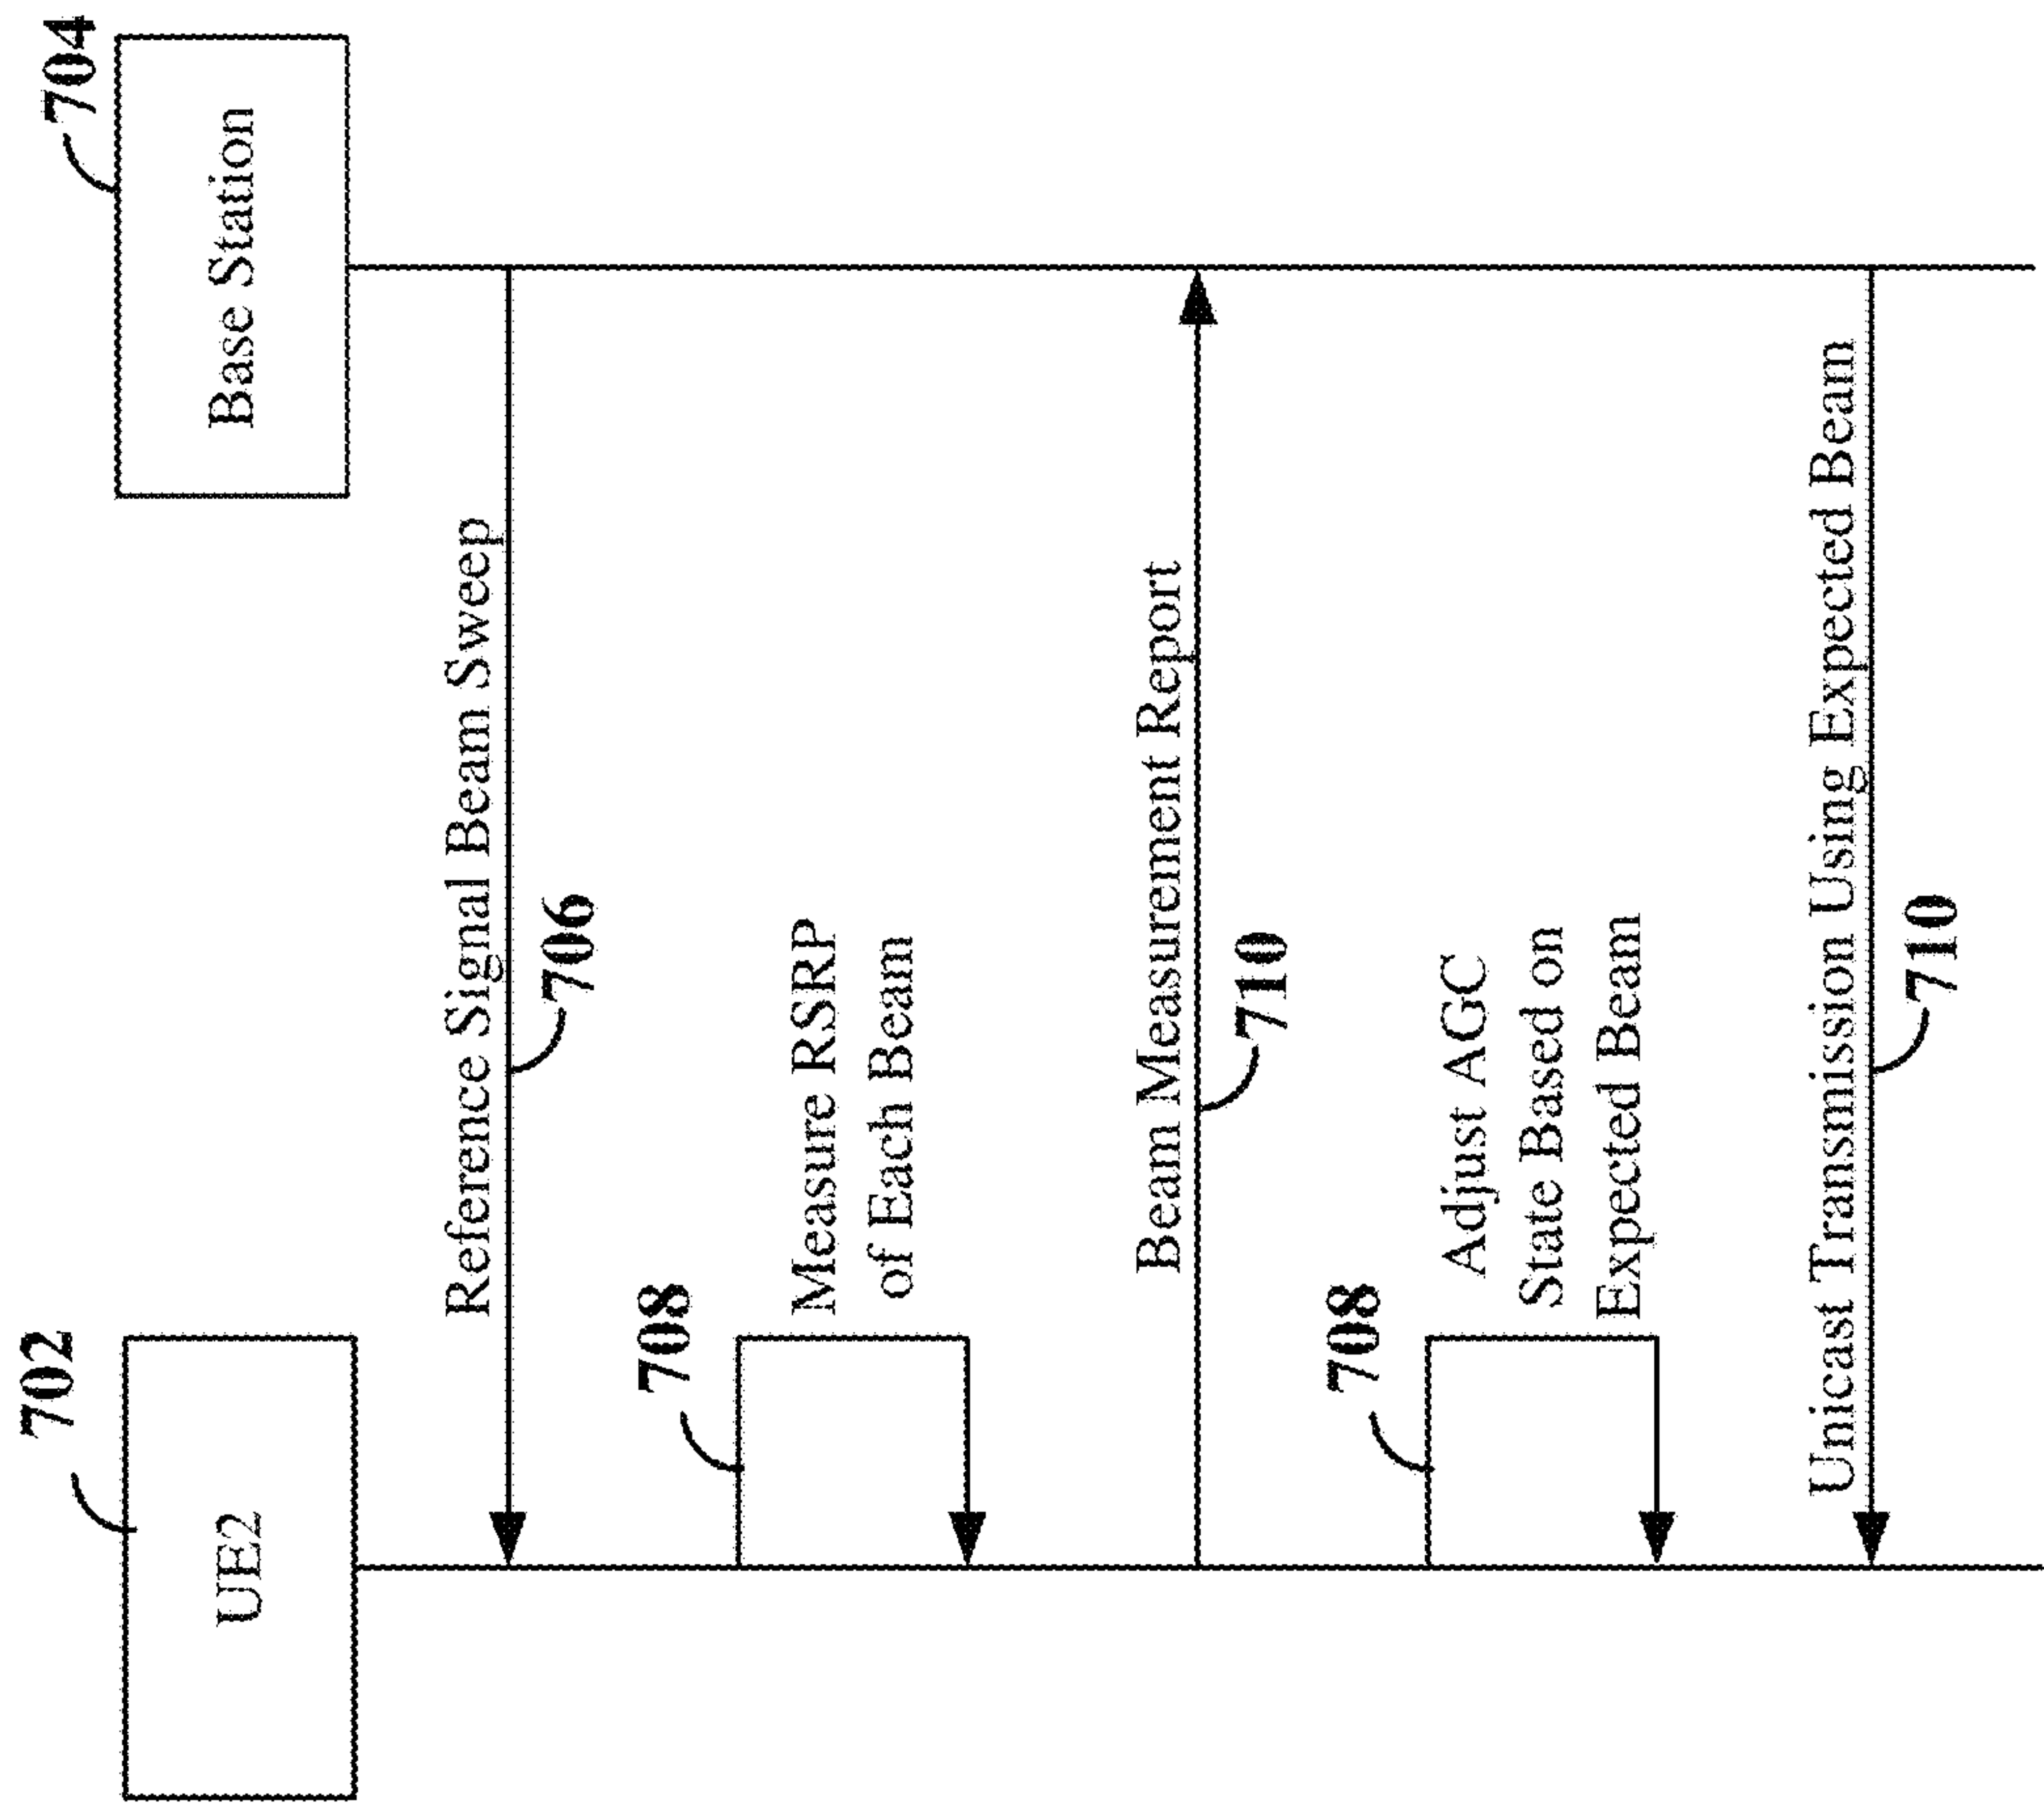 702
UE2
704
Base Station
Reference Signal Beam Sweep
706
708
Measure RSRP
of Each Beam
Beam Measurement Report
710
708
Adjust AGC
State Based on
Expected Beam
Unicast Transmission Using Expected Beam
710